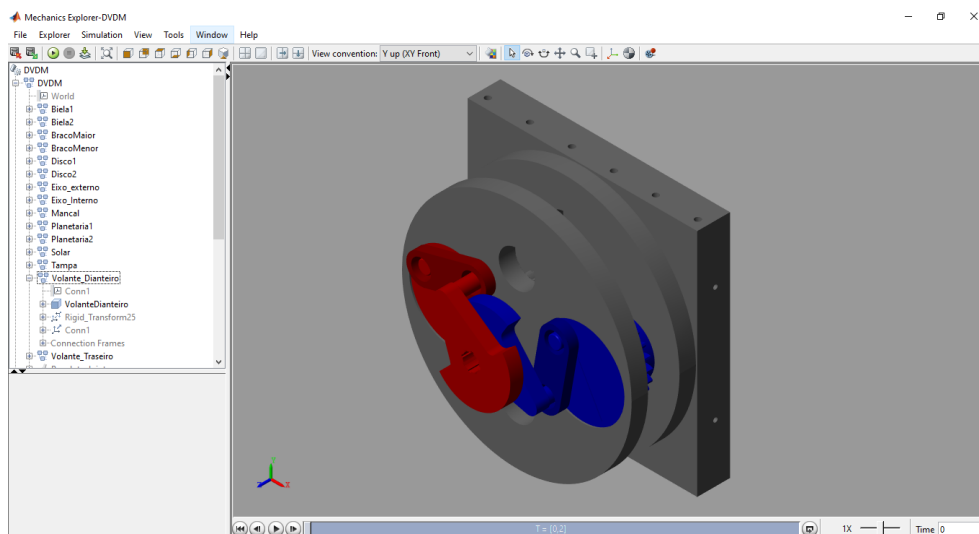 Mechanics Explorer-DVDM
File Explorer Simulation View Tools Window Help
View convention: Y up (XY Front)
DVDM
DVDM
World
Biela1
Biela2
BracoMaior
BracoMenor
Disco1
Disco2
Eixo_externo
Eixo_Interno
Mancal
Planetaria1
Planetaria2
Solar
Tampa
Volante_Dianteiro
Conn1
VolanteDianteiro
Rigid_Transform25
Conn1
Connection Frames
Volante_Traseiro
T = [0,2]
1X
Time 0